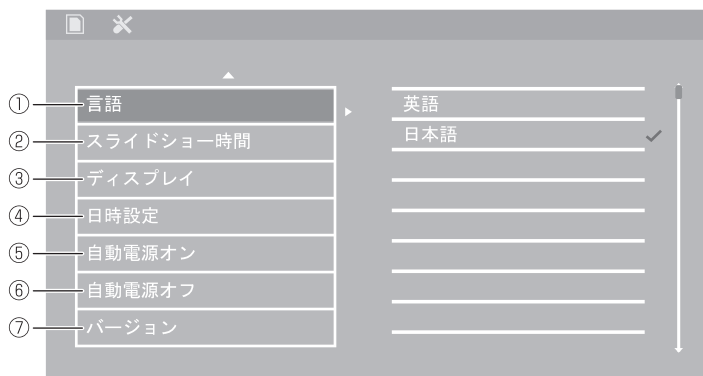 ① 言語
② スライドショー時間
③ ディスプレイ
④ 日時設定
⑤ 自動電源オン
⑥ 自動電源オフ
⑦ バージョン
英語
日本語